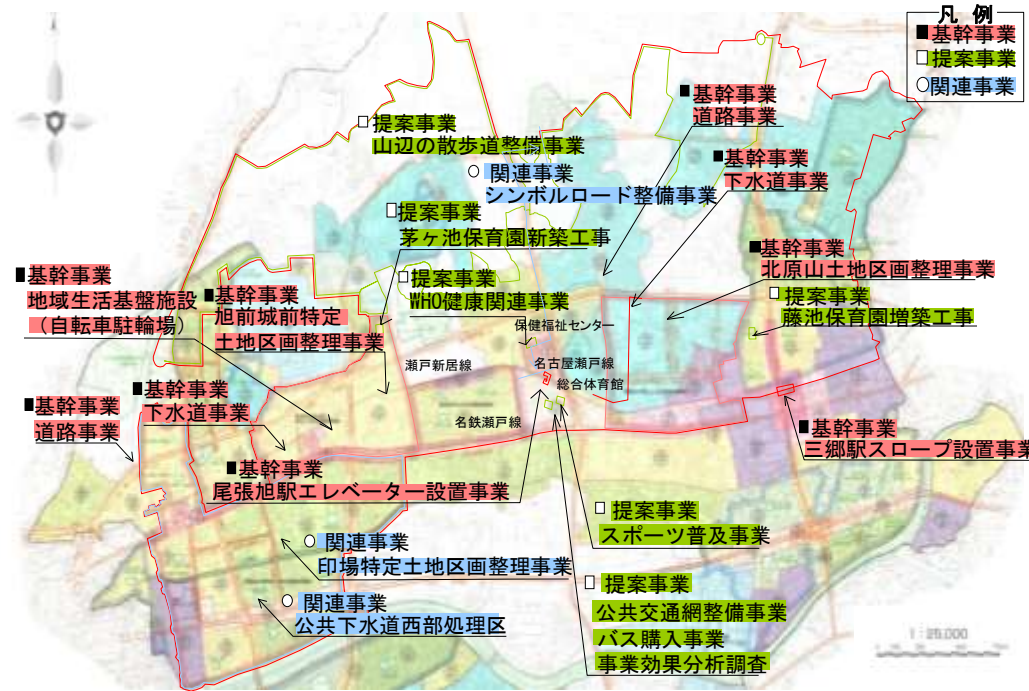 凡 例
■基幹事業
□提案事業
○関連事業
□提案事業
山辺の散歩道整備事業
○ 関連事業
シンボルロード整備事業
■基幹事業
道路事業
■基幹事業
下水道事業
□提案事業
茅ヶ池保育園新築工事
□提案事業
WHO健康関連事業
■基幹事業
北原山土地区画整理事業
□提案事業
藤池保育園増築工事
■基幹事業
地域生活基盤施設
(自転車駐輪場)
■基幹事業
旭前城前特定
土地区画整理事業
保健福祉センター
瀬戸新居線
名古屋瀬戸線
総合体育館
名鉄瀬戸線
■基幹事業
道路事業
■基幹事業
下水道事業
■基幹事業
尾張旭駅エレベーター設置事業
■基幹事業
三郷駅スロープ設置事業
□ 提案事業
スポーツ普及事業
○ 関連事業
印場特定土地区画整理事業
○ 関連事業
公共下水道西部処理区
□ 提案事業
公共交通網整備事業
バス購入事業
事業効果分析調査
1:25,000